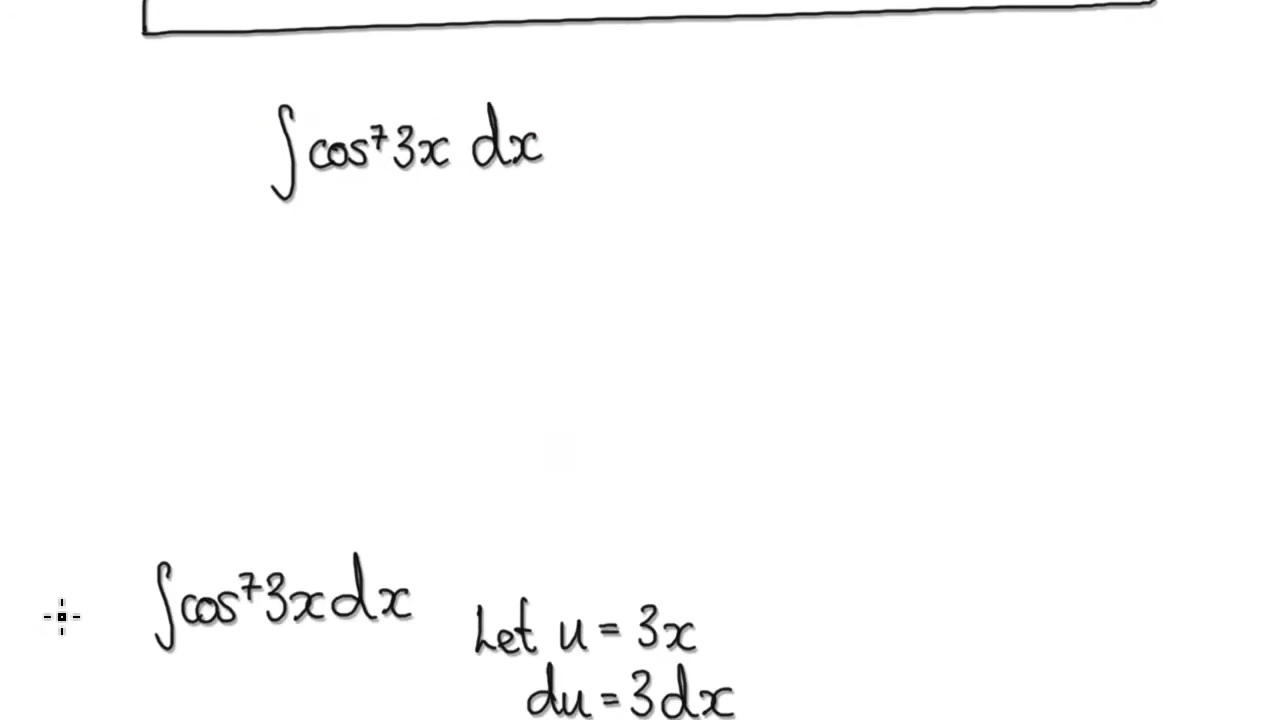 ∫cos⁷3x dx
∫cos⁷3x dx
Let u = 3x
du = 3dx